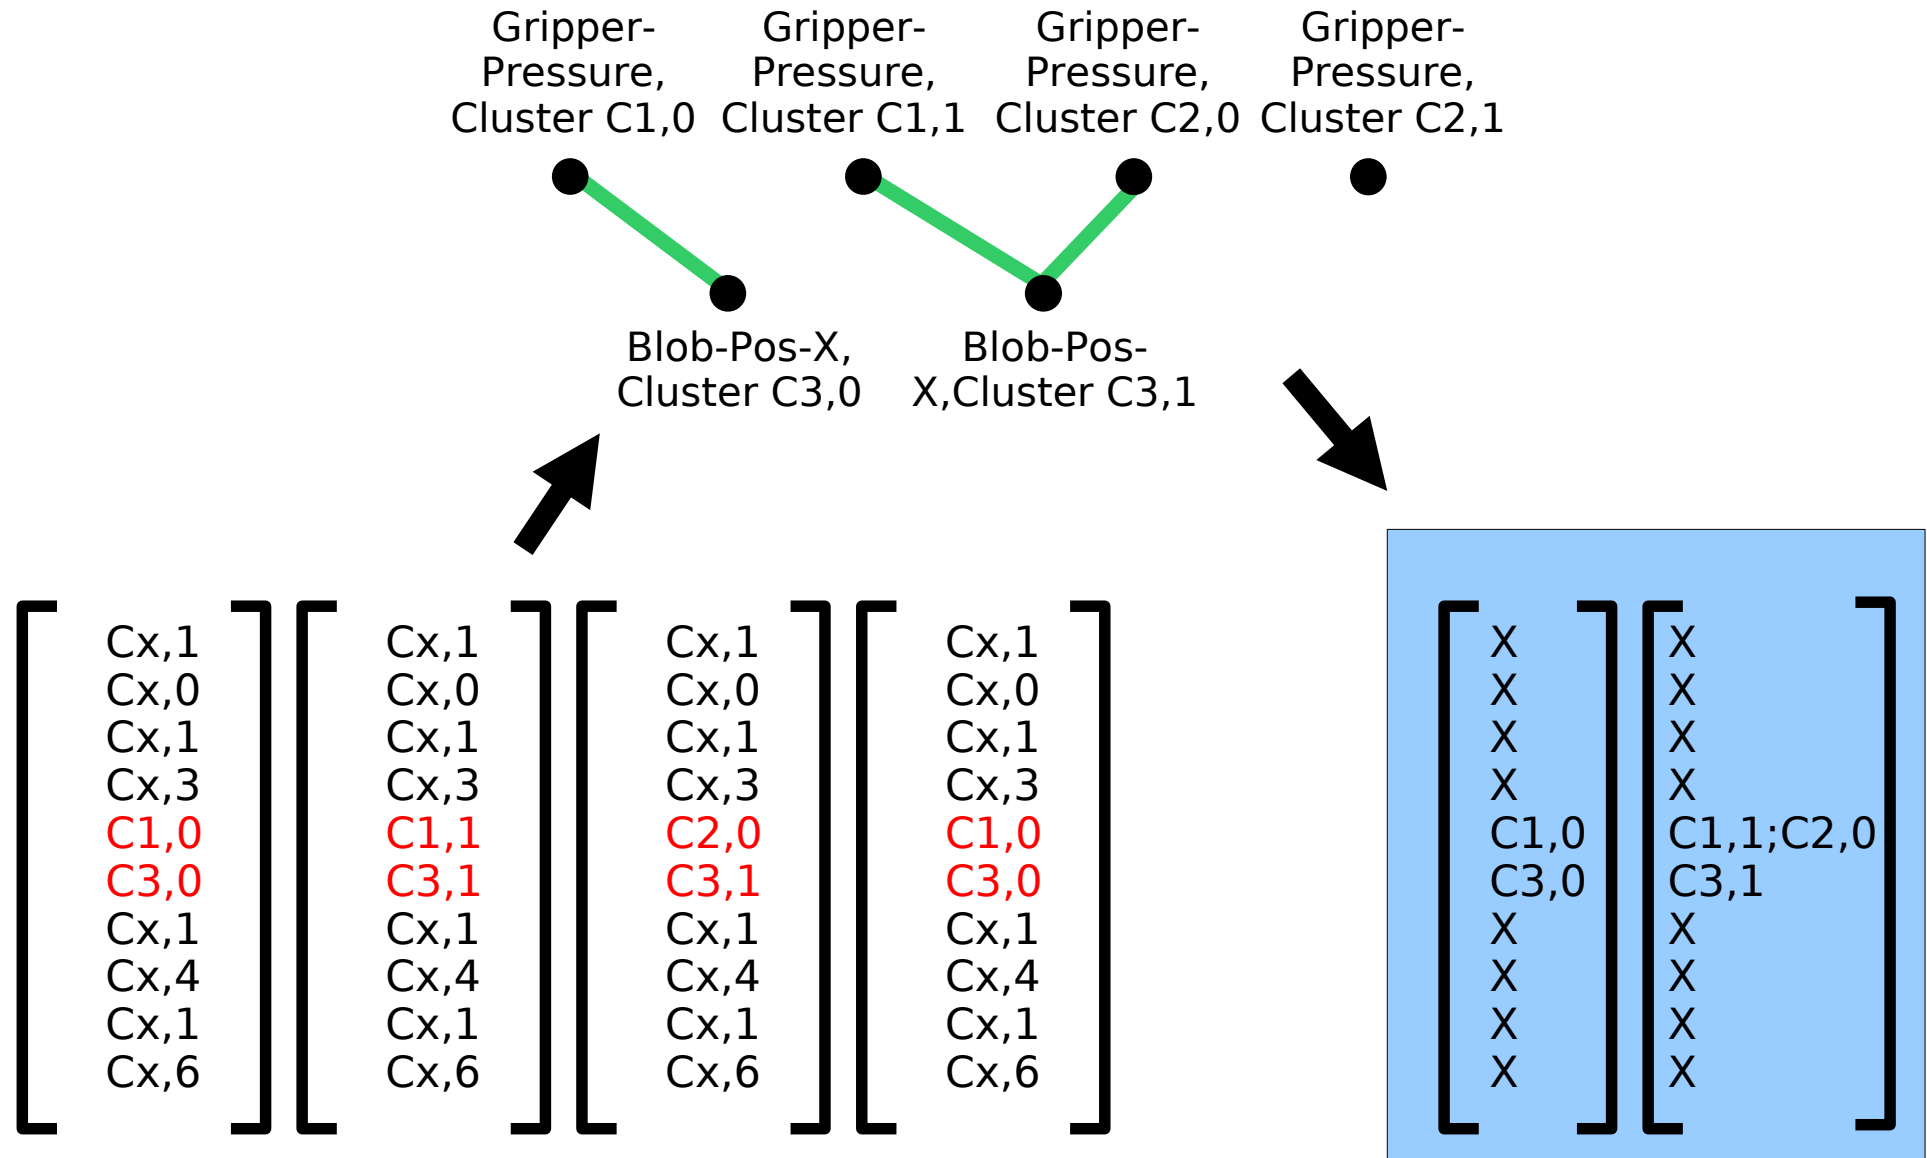 Gripper-
Pressure,
Cluster C1,0
Gripper-
Pressure,
Cluster C1,1
Gripper-
Pressure,
Cluster C2,0
Gripper-
Pressure,
Cluster C2,1
Blob-Pos-X,
Cluster C3,0
Blob-Pos-
X,Cluster C3,1
Cx,1
Cx,0
Cx,1
Cx,3
C1,0
C3,0
Cx,1
Cx,4
Cx,1
Cx,6
Cx,1
Cx,0
Cx,1
Cx,3
C1,1
C3,1
Cx,1
Cx,4
Cx,1
Cx,6
Cx,1
Cx,0
Cx,1
Cx,3
C2,0
C3,1
Cx,1
Cx,4
Cx,1
Cx,6
Cx,1
Cx,0
Cx,1
Cx,3
C1,0
C3,0
Cx,1
Cx,4
Cx,1
Cx,6
X
X
X
X
C1,0
C3,0
X
X
X
X
X
X
X
X
C1,1;C2,0
C3,1
X
X
X
X